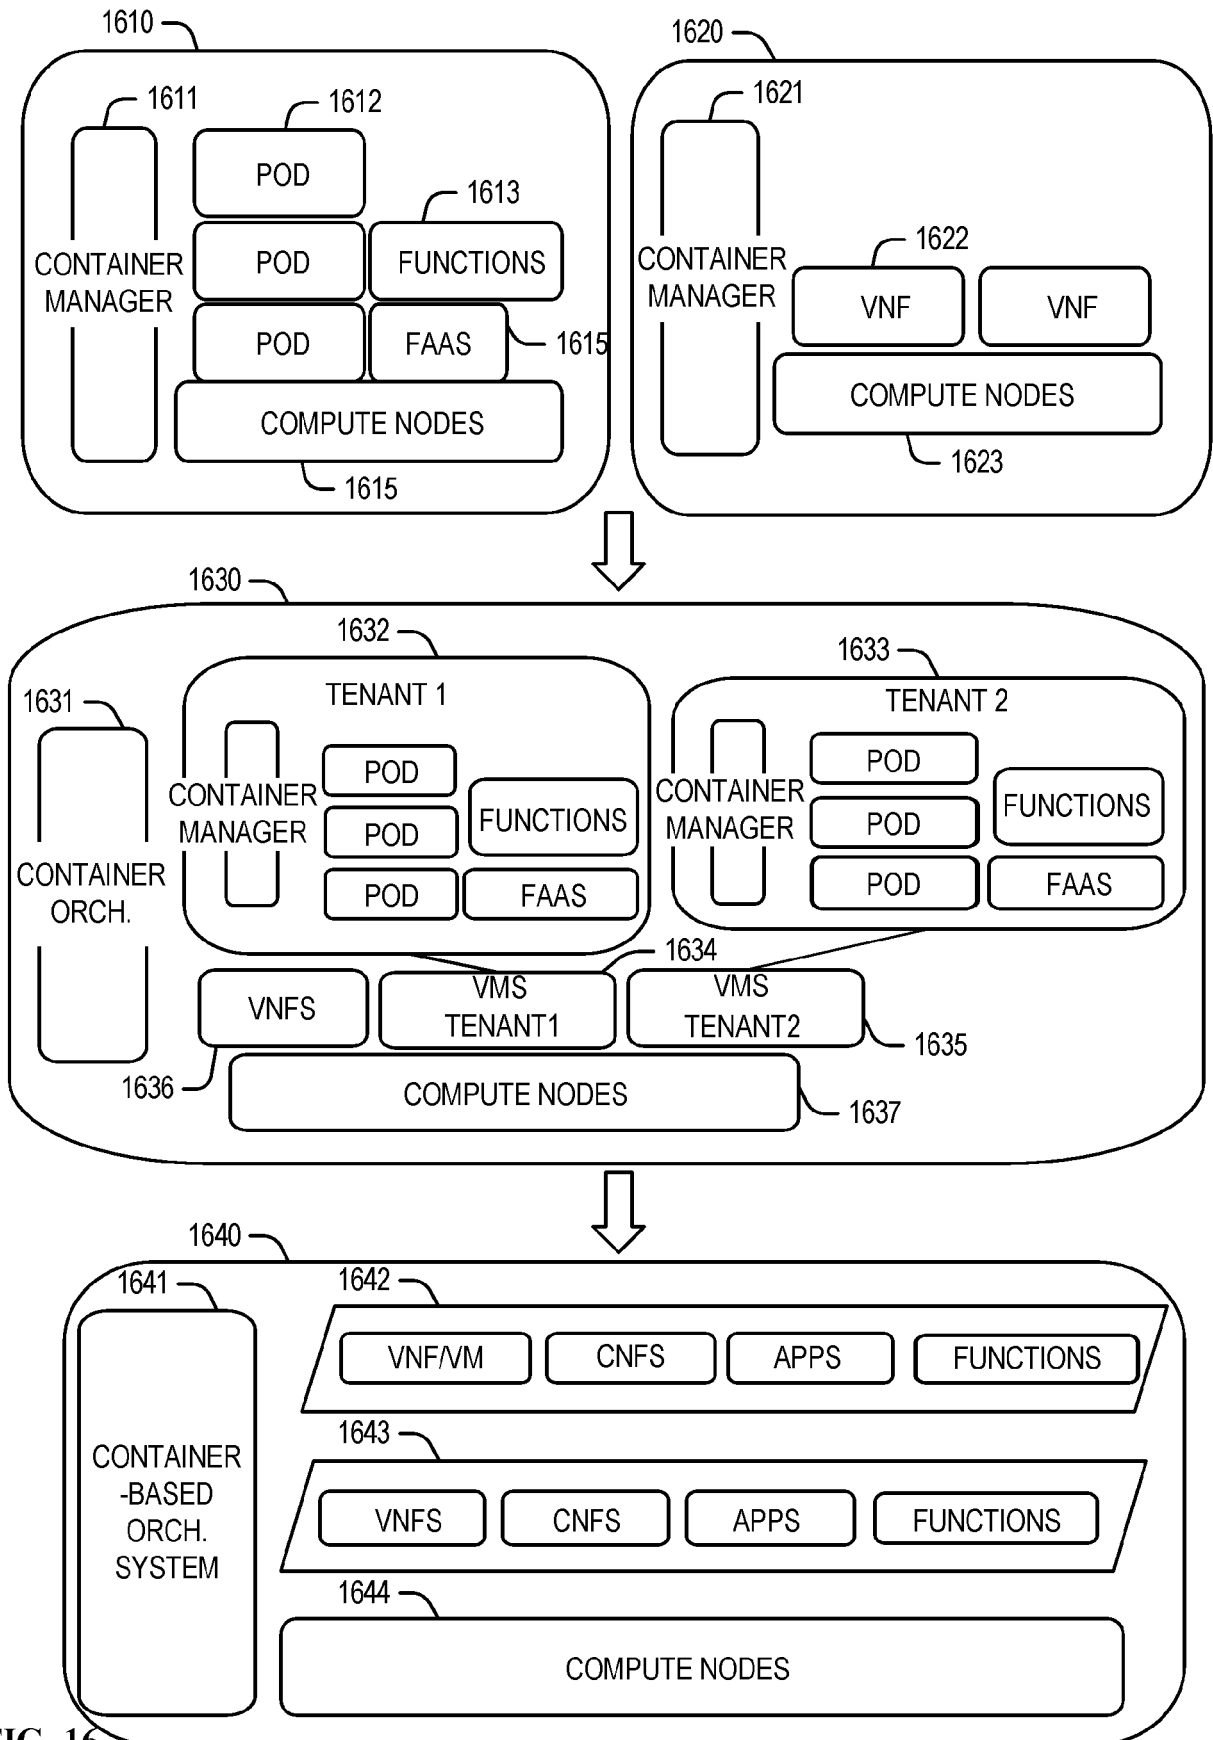 1610
1620
1611
1612
1621
POD
1613
1622
CONTAINER
MANAGER
POD
FUNCTIONS
CONTAINER
MANAGER
VNF
VNF
POD
FAAS
1615
COMPUTE NODES
COMPUTE NODES
1615
1623
1630
1632
1633
1631
TENANT 1
TENANT 2
CONTAINER
MANAGER
POD
POD
POD
FUNCTIONS
FAAS
CONTAINER
MANAGER
POD
POD
POD
FUNCTIONS
FAAS
CONTAINER
ORCH.
1634
VNFS
VMS
TENANT1
VMS
TENANT2
1635
1636
COMPUTE NODES
1637
1640
1641
1642
VNF/VM
CNFS
APPS
FUNCTIONS
1643
CONTAINER
-BASED
ORCH.
SYSTEM
VNFS
CNFS
APPS
FUNCTIONS
1644
COMPUTE NODES